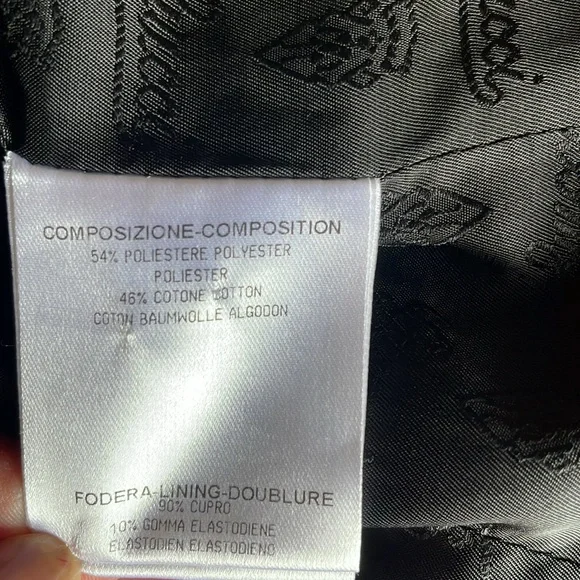 Gucci
COMPOSIZIONE-COMPOSITION
54% POLIESTERE POLYESTER
POLIESTER
46% COTONE COTTON
COTON BAUMWOLLE ALGODON
FODERA-LINING-DOUBLURE
90% CUPRO
10% GOMMA ELASTODIENE
ELASTODIEN ELASTODIENO